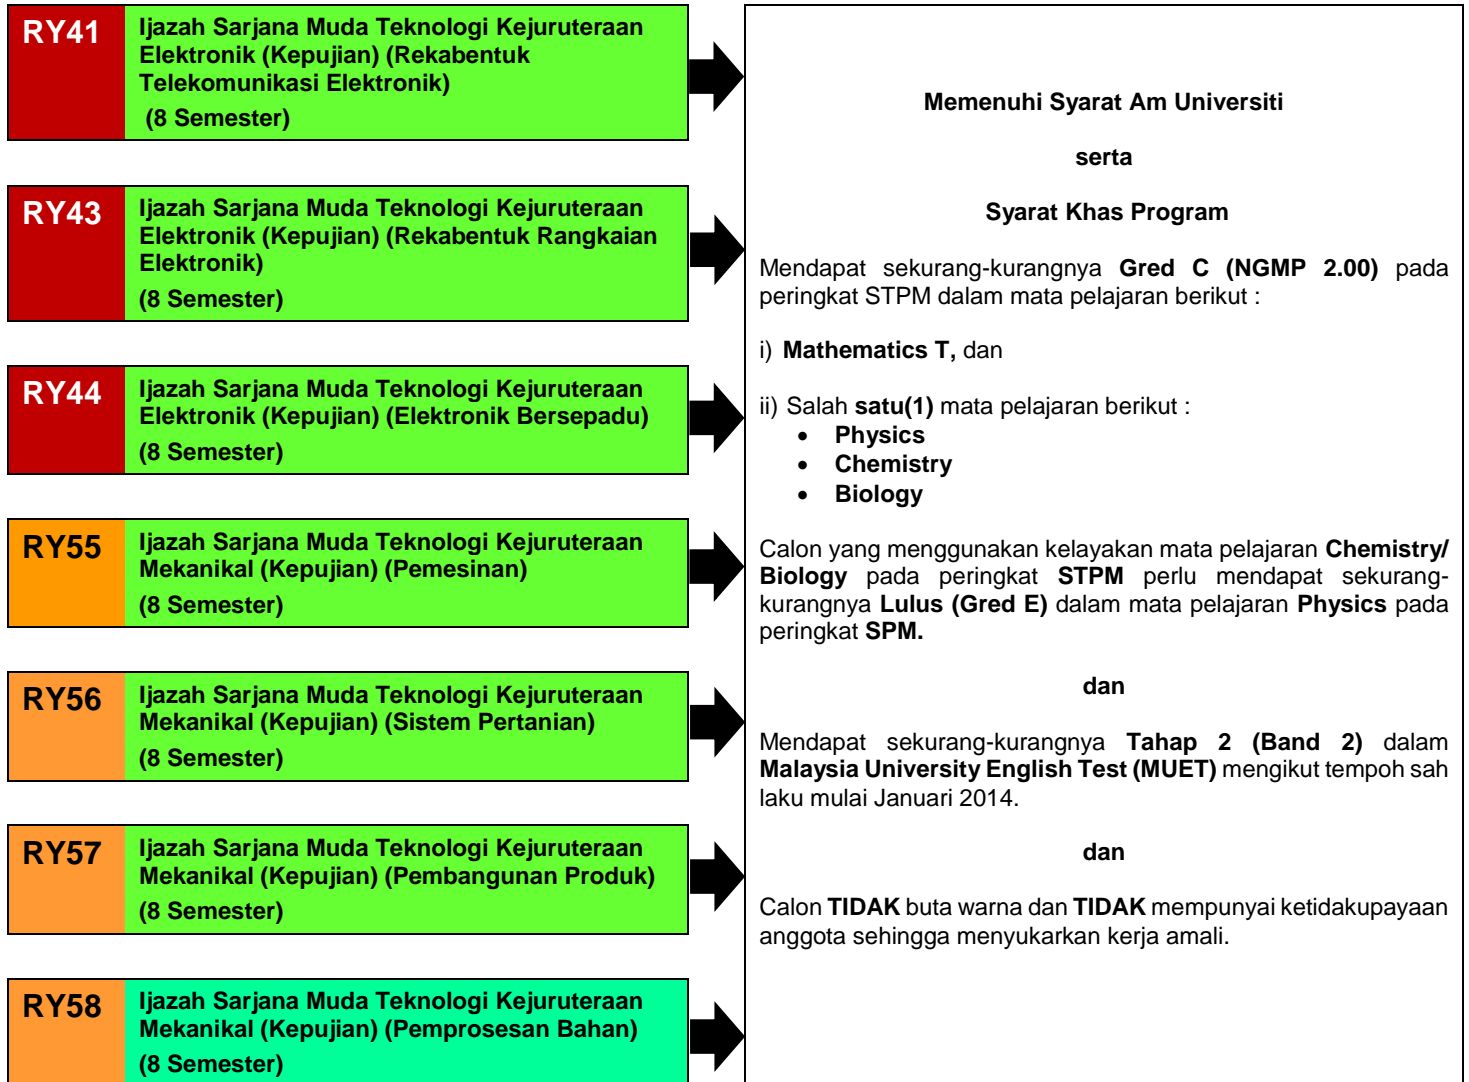 RY41
Ijazah Sarjana Muda Teknologi Kejuruteraan
Elektronik (Kepujian) (Rekabentuk
Telekomunikasi Elektronik)
(8 Semester)
RY43
Ijazah Sarjana Muda Teknologi Kejuruteraan
Elektronik (Kepujian) (Rekabentuk Rangkaian
Elektronik)
(8 Semester)
RY44
Ijazah Sarjana Muda Teknologi Kejuruteraan
Elektronik (Kepujian) (Elektronik Bersepadu)
(8 Semester)
RY55
Ijazah Sarjana Muda Teknologi Kejuruteraan
Mekanikal (Kepujian) (Pemesinan)
(8 Semester)
RY56
Ijazah Sarjana Muda Teknologi Kejuruteraan
Mekanikal (Kepujian) (Sistem Pertanian)
(8 Semester)
RY57
Ijazah Sarjana Muda Teknologi Kejuruteraan
Mekanikal (Kepujian) (Pembangunan Produk)
(8 Semester)
RY58
Ijazah Sarjana Muda Teknologi Kejuruteraan
Mekanikal (Kepujian) (Pemprosesan Bahan)
(8 Semester)
Memenuhi Syarat Am Universiti
serta
Syarat Khas Program
Mendapat sekurang-kurangnya Gred C (NGMP 2.00) pada
peringkat STPM dalam mata pelajaran berikut :
i) Mathematics T, dan
ii) Salah satu(1) mata pelajaran berikut :
• Physics
• Chemistry
• Biology
Calon yang menggunakan kelayakan mata pelajaran Chemistry/
Biology pada peringkat STPM perlu mendapat sekurang-
kurangnya Lulus (Gred E) dalam mata pelajaran Physics pada
peringkat SPM.
dan
Mendapat sekurang-kurangnya Tahap 2 (Band 2) dalam
Malaysia University English Test (MUET) mengikut tempoh sah
laku mulai Januari 2014.
dan
Calon TIDAK buta warna dan TIDAK mempunyai ketidakupayaan
anggota sehingga menyukarkan kerja amali.